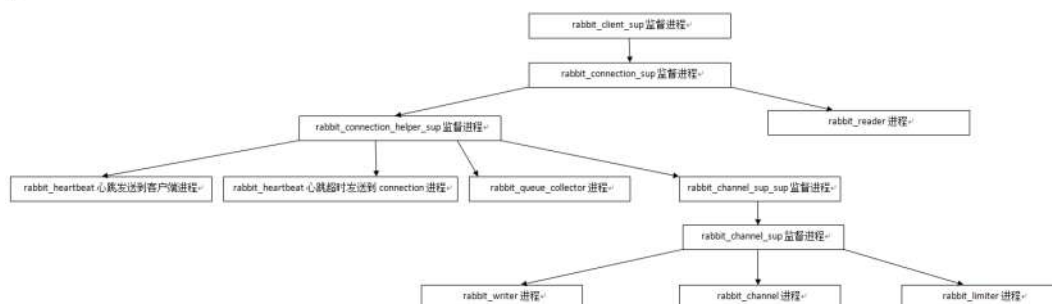 rabbit_client_sup 监督进程
rabbit_connection_sup 监督进程
rabbit_connection_helper_sup 监督进程
rabbit_reader 进程
rabbit_heartbeat 心跳发送到客户端进程
rabbit_heartbeat 心跳超时发送到 connection 进程
rabbit_queue_collector 进程
rabbit_channel_sup_sup 监督进程
rabbit_channel_sup 监督进程
rabbit_writer 进程
rabbit_channel 进程
rabbit_limiter 进程